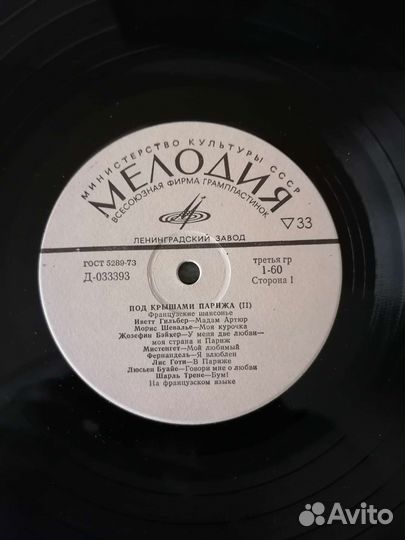 МИНИСТЕРСТВО КУЛЬТУРЫ СССР
МЕЛОДИЯ
ВСЕСОЮЗНАЯ ФИРМА ГРАМПЛАСТИНОК
▽33
ЛЕНИНГРАДСКИЙ ЗАВОД
ГОСТ 5289-73
Д-033393
третья гр
1-60
Сторона 1
ПОД КРЫШАМИ ПАРИЖА (II)
Французские шансонье
Иветт Гильбер—Мадам Артюр
Морис Шевалье—Моя курочка
Жозефин Бэйкер—У меня две любви—
моя страна и Париж
Мистенгет—Мой любимый
Фернандель—Я влюблен
Лис Готи—В Париже
Люсьен Буайе—Говори мне о любви
Шарль Трене—Бум!
На французском языке
Avito